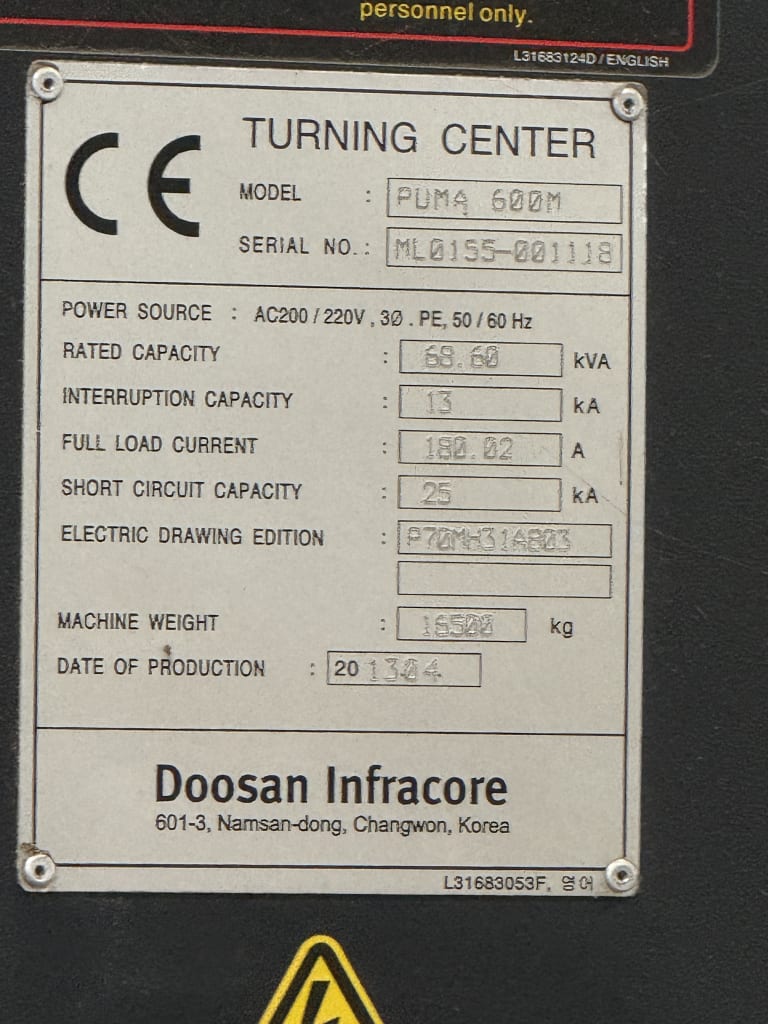 personnel only.
L31683124D / ENGLISH
CE TURNING CENTER
MODEL : PUMA 600M
SERIAL NO. : ML0155-001118
POWER SOURCE : AC200 / 220V , 3Ø . PE, 50 / 60 Hz
RATED CAPACITY : 68.60 kVA
INTERRUPTION CAPACITY : 13 kA
FULL LOAD CURRENT : 180.02 A
SHORT CIRCUIT CAPACITY : 25 kA
ELECTRIC DRAWING EDITION : P70MH31AB03
MACHINE WEIGHT : 16500 kg
DATE OF PRODUCTION : 20 1304
Doosan Infracore
601-3, Namsan-dong, Changwon, Korea
L31683053F, 영어